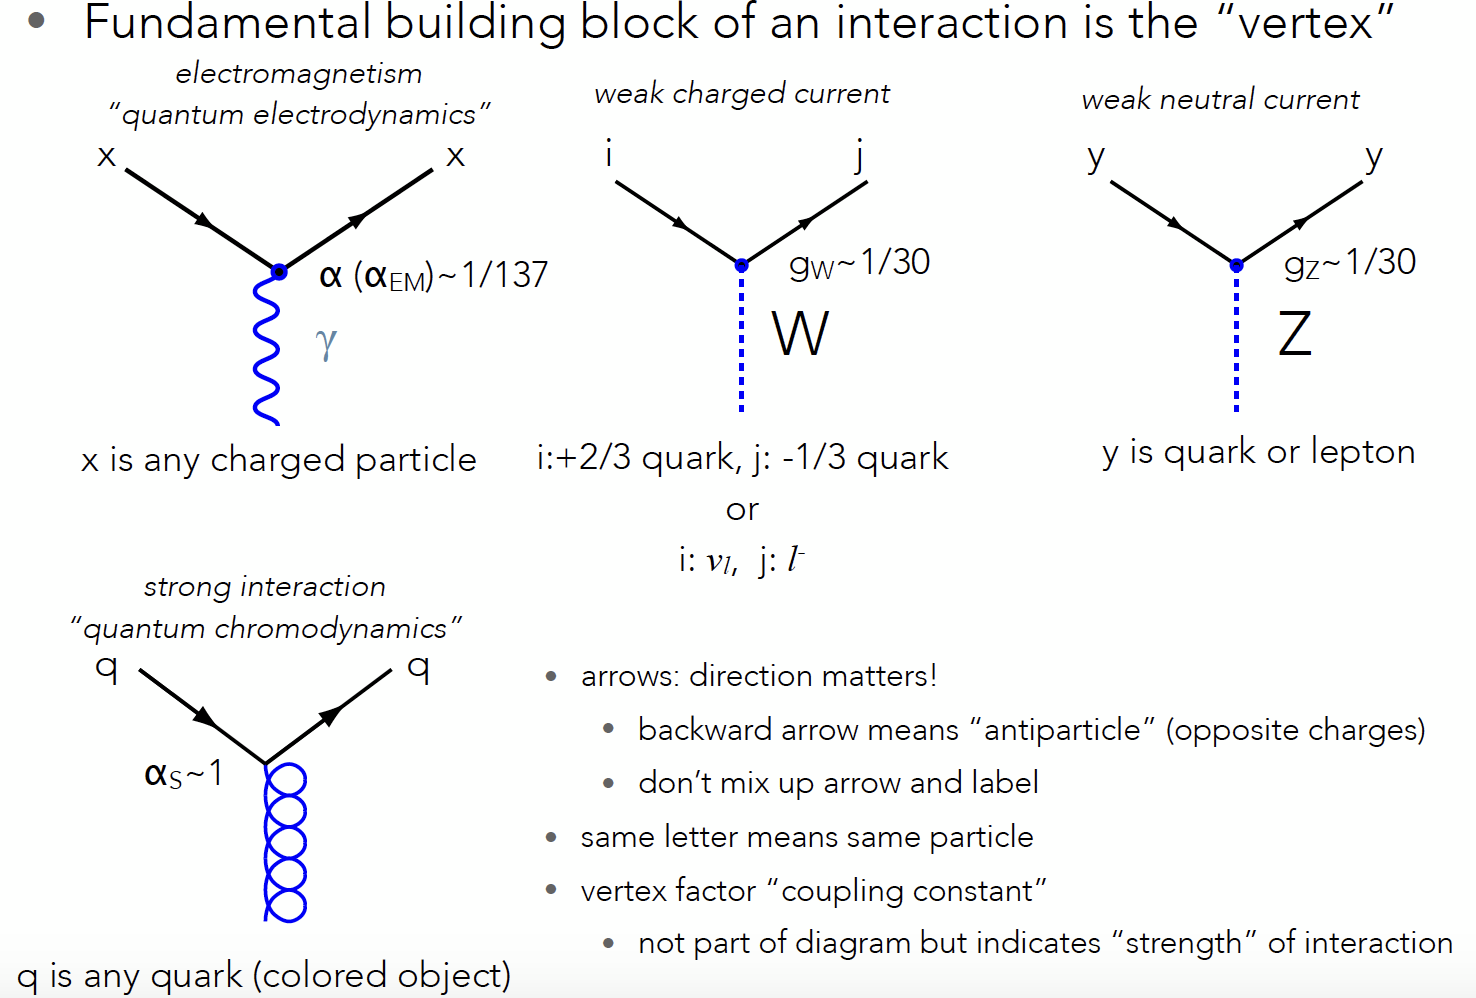 • Fundamental building block of an interaction is the “vertex”
electromagnetism
“quantum electrodynamics”
x x
α (αEM)~1/137
γ
x is any charged particle
weak charged current
i j
gW~1/30
W
i:+2/3 quark, j: -1/3 quark
or
i: νl, j: l-
weak neutral current
y y
gZ~1/30
Z
y is quark or lepton
strong interaction
“quantum chromodynamics”
q q
αS~1
q is any quark (colored object)
• arrows: direction matters!
• backward arrow means “antiparticle” (opposite charges)
• don’t mix up arrow and label
• same letter means same particle
• vertex factor “coupling constant”
• not part of diagram but indicates “strength” of interaction